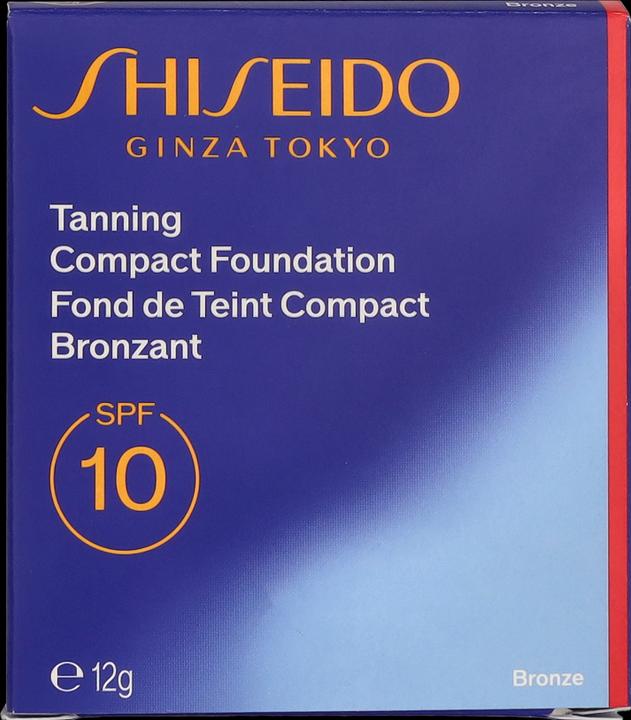 Bronze
SHISEIDO
GINZA TOKYO
Tanning
Compact Foundation
Fond de Teint Compact
Bronzant
SPF
10
℮ 12g
Bronze